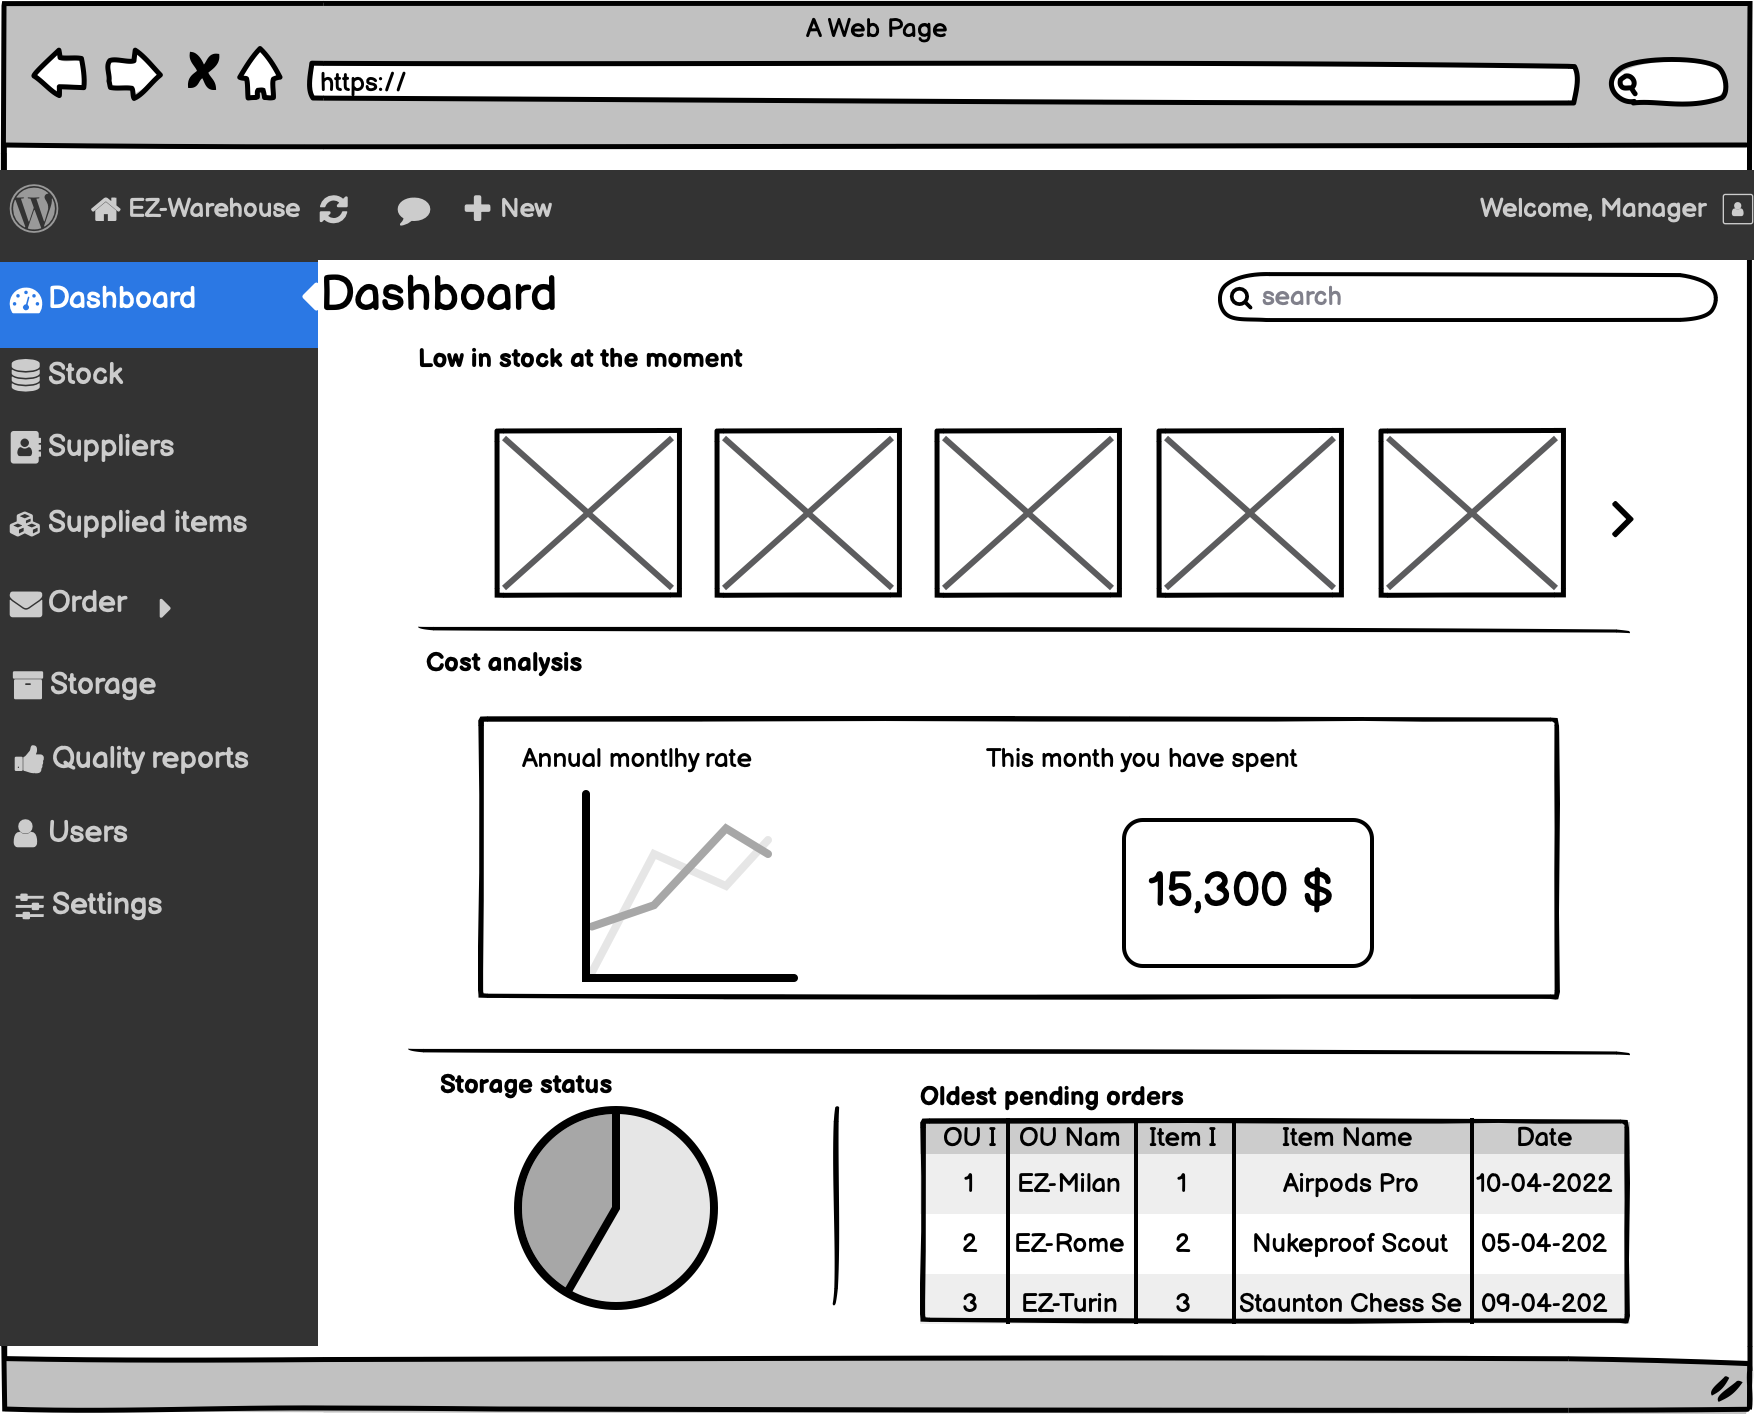 A Web Page
https://
EZ-Warehouse
New
Welcome, Manager
Dashboard
Stock
Suppliers
Supplied items
Order
Storage
Quality reports
Users
Settings
Dashboard
search
Low in stock at the moment
Cost analysis
Annual montlhy rate
This month you have spent
15,300 $
Storage status
Oldest pending orders
OU I OU Nam Item I Item Name Date
1 EZ-Milan 1 Airpods Pro 10-04-2022
2 EZ-Rome 2 Nukeproof Scout 05-04-202
3 EZ-Turin 3 Staunton Chess Se 09-04-202